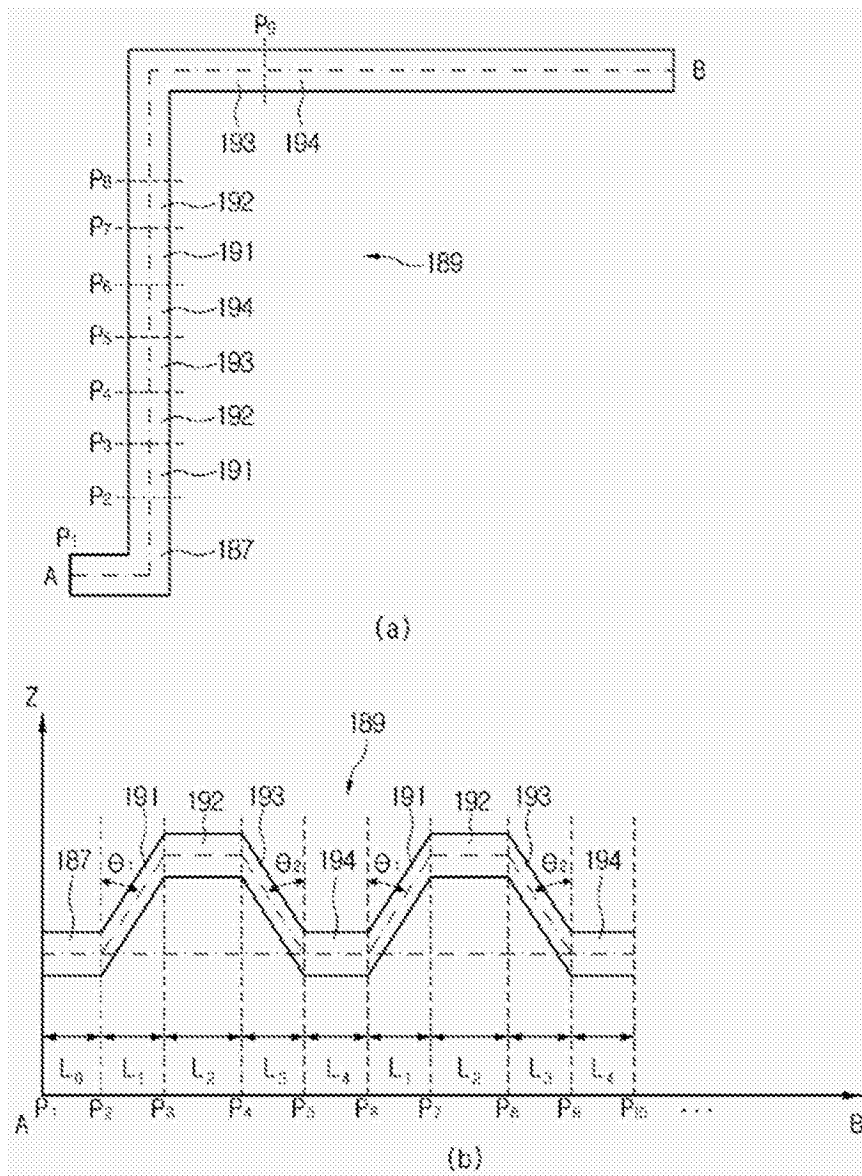 P₉
B
193 194
P₈
192
P₇
191
189
P₆
194
P₅
193
P₄
192
P₃
191
P₂
P₁
187
A
(a)
Z
189
191 192 193 191 192 193
187 θ₁ θ₂ 194 θ₁ θ₂ 194
L₀ L₁ L₂ L₃ L₄ L₁ L₂ L₃ L₄
P₁ P₂ P₃ P₄ P₅ P₆ P₇ P₈ P₉ P₁₀ ...
A B
(b)